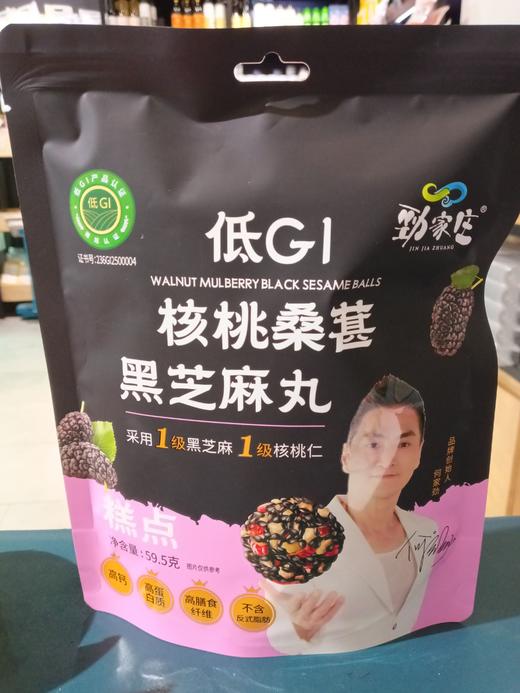 低GI产品认证
低GI
证书号:236GI2500004
劲家庄®
JIN JIA ZHUANG
低GI
WALNUT MULBERRY BLACK SESAME BALLS
核桃桑葚
黑芝麻丸
采用1级黑芝麻 1级核桃仁
品牌创始人
何家劲
糕点
净含量:59.5克
图片仅供参考
高钙
高蛋
白质
高膳食
纤维
不含
反式脂肪